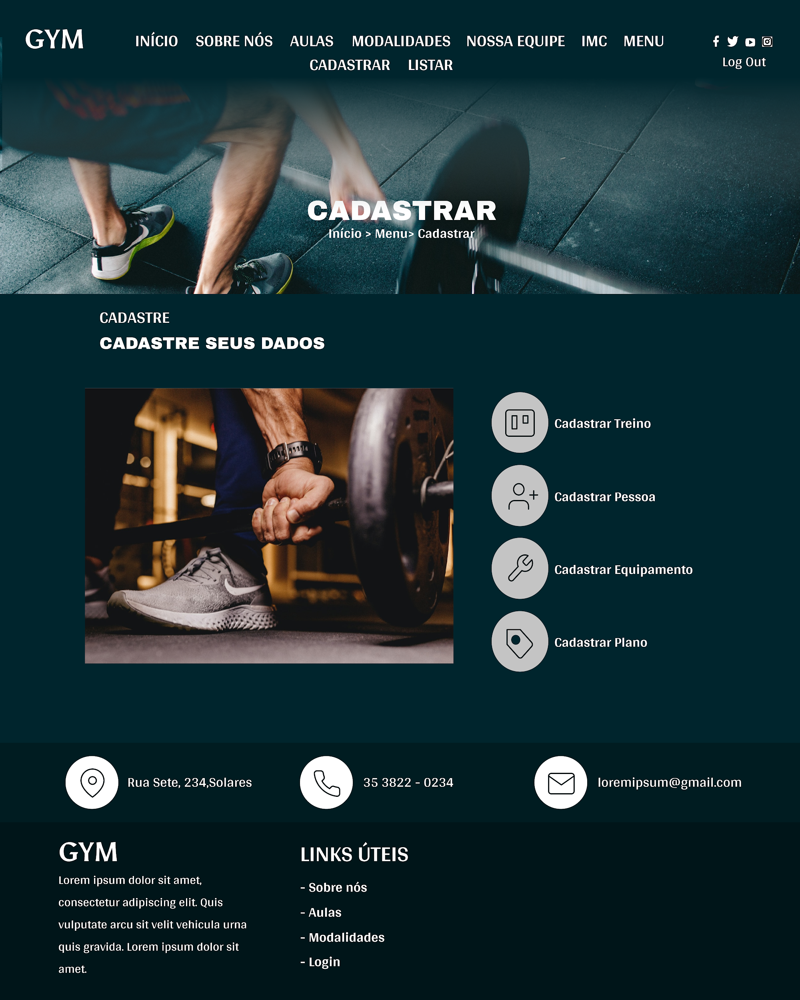 GYM
INÍCIO SOBRE NÓS AULAS MODALIDADES NOSSA EQUIPE IMC MENU
CADASTRAR LISTAR
Log Out
CADASTRAR
Início > Menu> Cadastrar
CADASTRE
CADASTRE SEUS DADOS
Cadastrar Treino
Cadastrar Pessoa
Cadastrar Equipamento
Cadastrar Plano
Rua Sete, 234,Solares
35 3822 - 0234
loremipsum@gmail.com
GYM
Lorem ipsum dolor sit amet,
consectetur adipiscing elit. Quis
vulputate arcu sit velit vehicula urna
quis gravida. Lorem ipsum dolor sit
amet.
LINKS ÚTEIS
- Sobre nós
- Aulas
- Modalidades
- Login